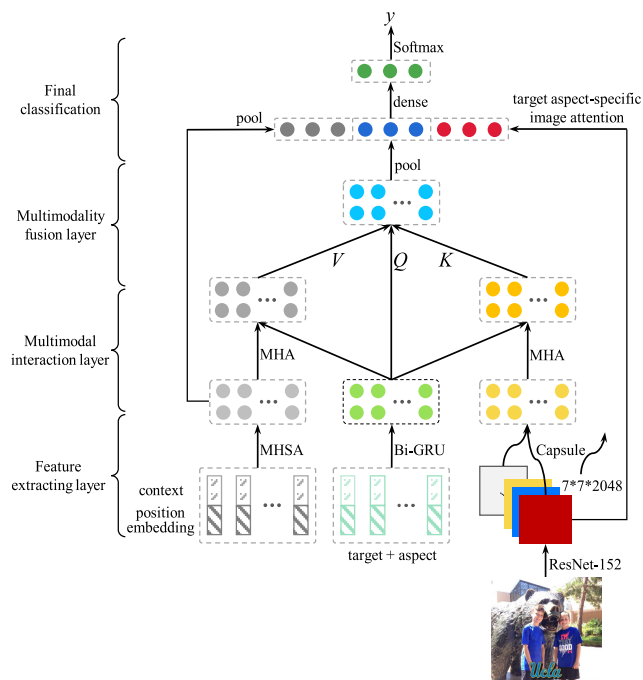 y
Softmax
Final
classification
dense
pool
target aspect-specific
image attention
pool
Multimodality
fusion layer
V
Q
K
Multimodal
interaction layer
MHA
MHA
MHSA
Bi-GRU
Capsule
Feature
extracting layer
context
position
embedding
7*7*2048
target + aspect
ResNet-152
Ucla